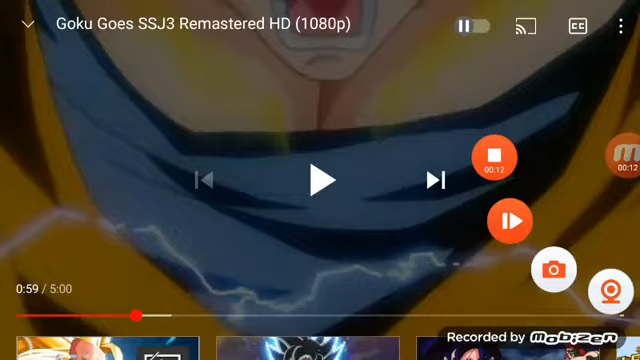 Goku Goes SSJ3 Remastered HD (1080p)
CC
00:12
00:12
0:59 / 5:00
Recorded by mobizen